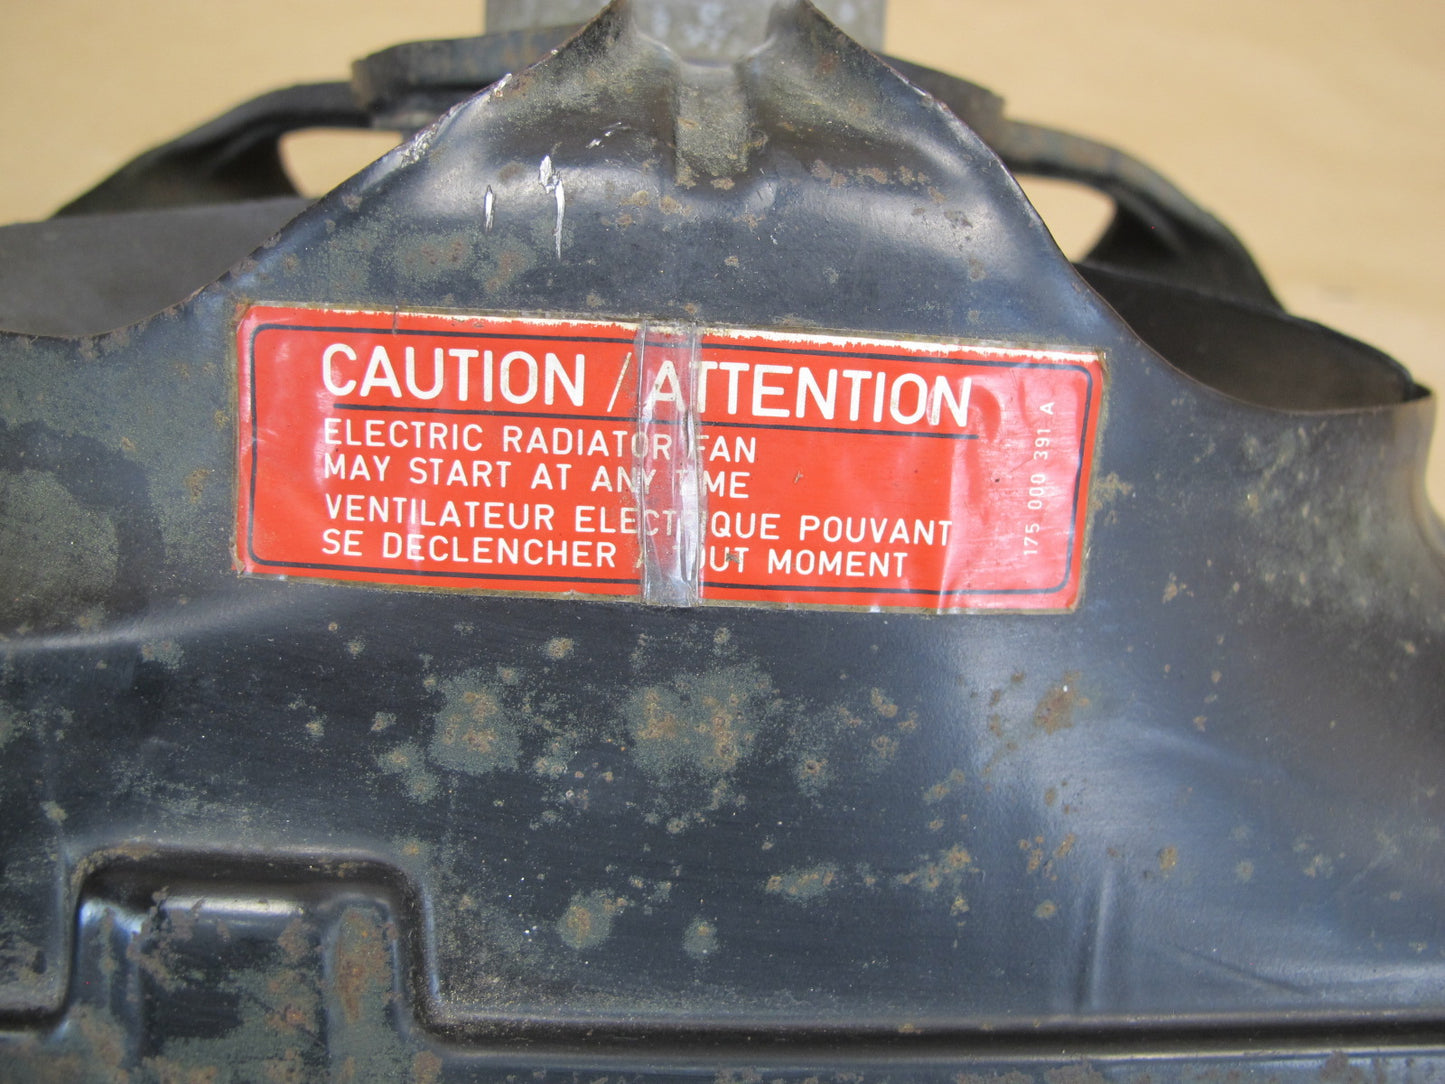 CAUTION / ATTENTION
ELECTRIC RADIATOR FAN
MAY START AT ANY TIME
VENTILATEUR ELECTRIQUE POUVANT
SE DECLENCHER A TOUT MOMENT
175 000 391 A